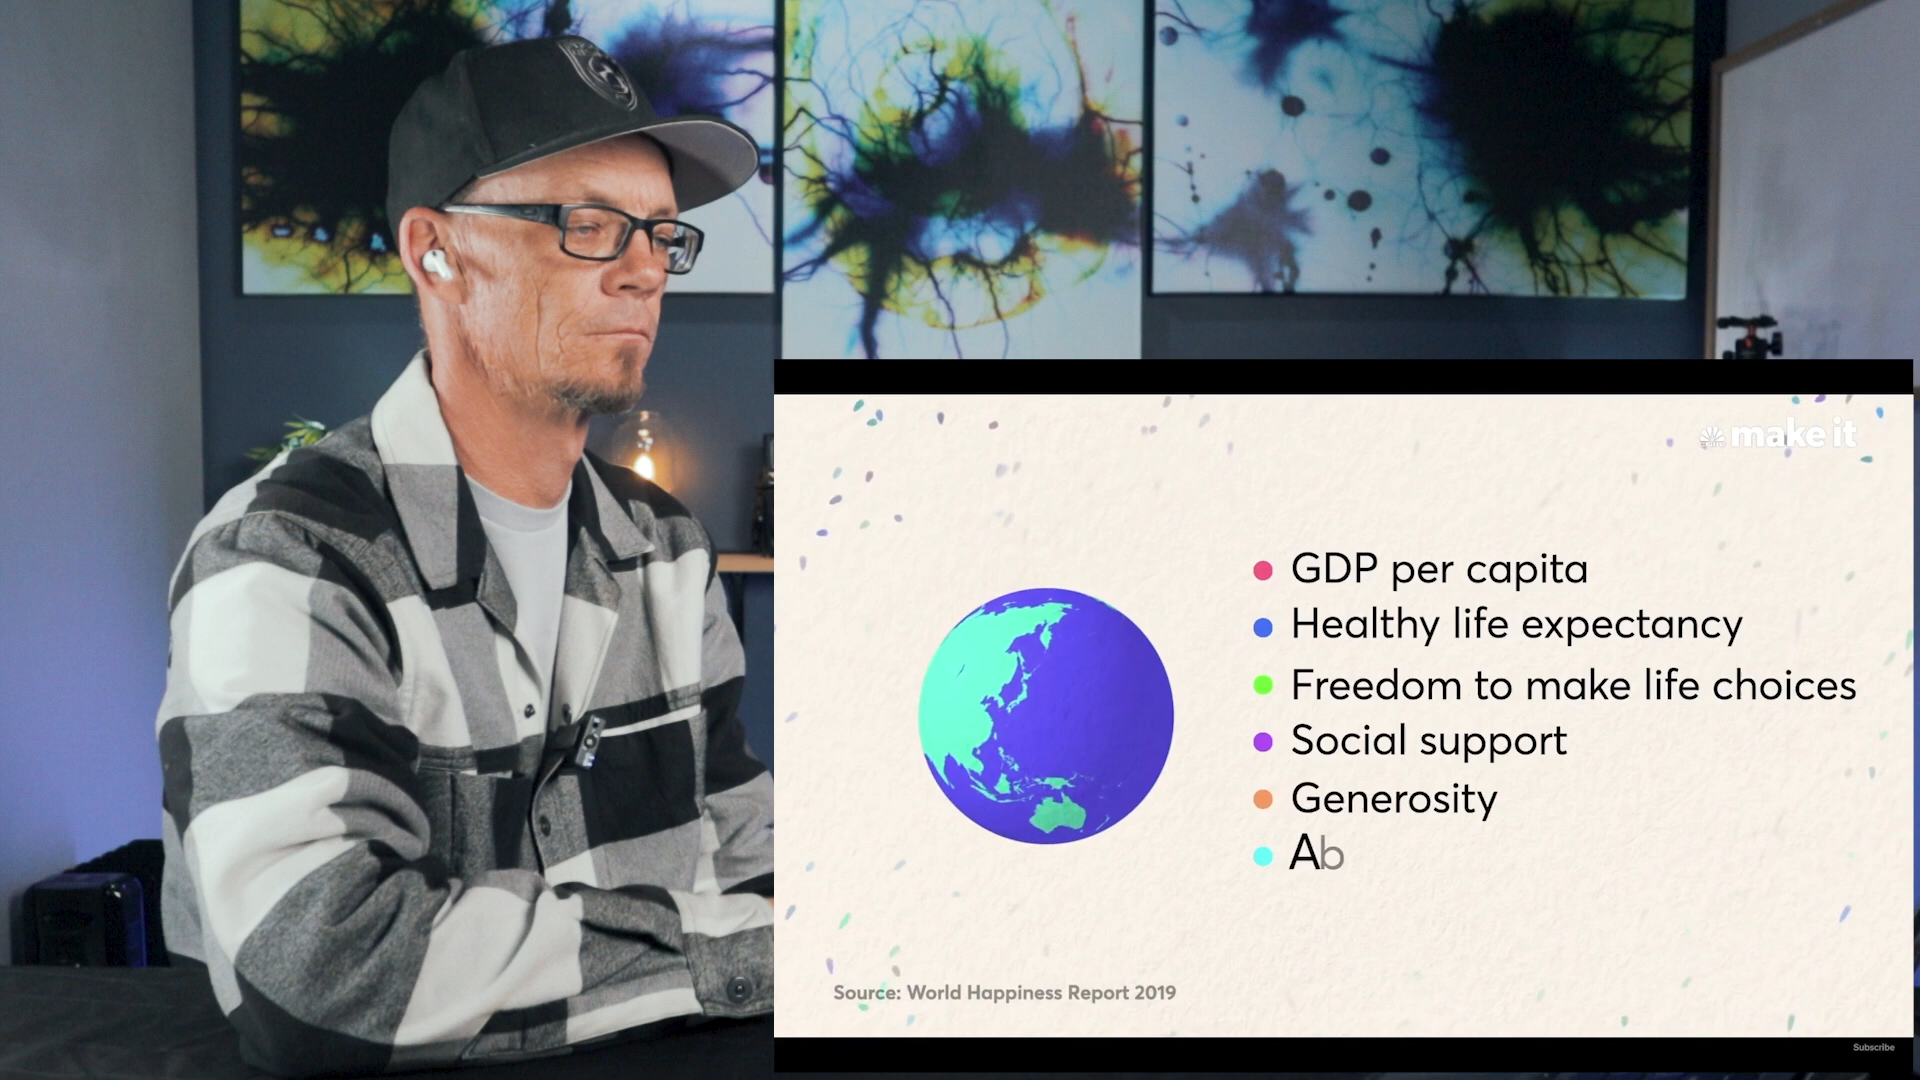 make it
GDP per capita
Healthy life expectancy
Freedom to make life choices
Social support
Generosity
Ab
Source: World Happiness Report 2019
Subscribe